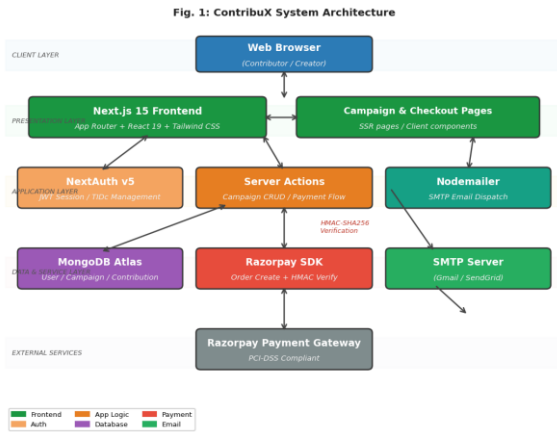 Fig. 1: ContribuX System Architecture
CLIENT LAYER
Web Browser
(Contributor / Creator)
Next.js 15 Frontend
App Router + React 19 + Tailwind CSS
Campaign & Checkout Pages
SSR pages / Client components
APPLICATION LAYER
NextAuth v5
JWT Session / TIDc Management
Server Actions
Campaign CRUD / Payment Flow
Nodemailer
SMTP Email Dispatch
HMAC-SHA256
Verification
DATA & SERVICE LAYER
MongoDB Atlas
User / Campaign / Contribution
Razorpay SDK
Order Create + HMAC Verify
SMTP Server
(Gmail / SendGrid)
EXTERNAL SERVICES
Razorpay Payment Gateway
PCI-DSS Compliant
Frontend
App Logic
Payment
Auth
Database
Email